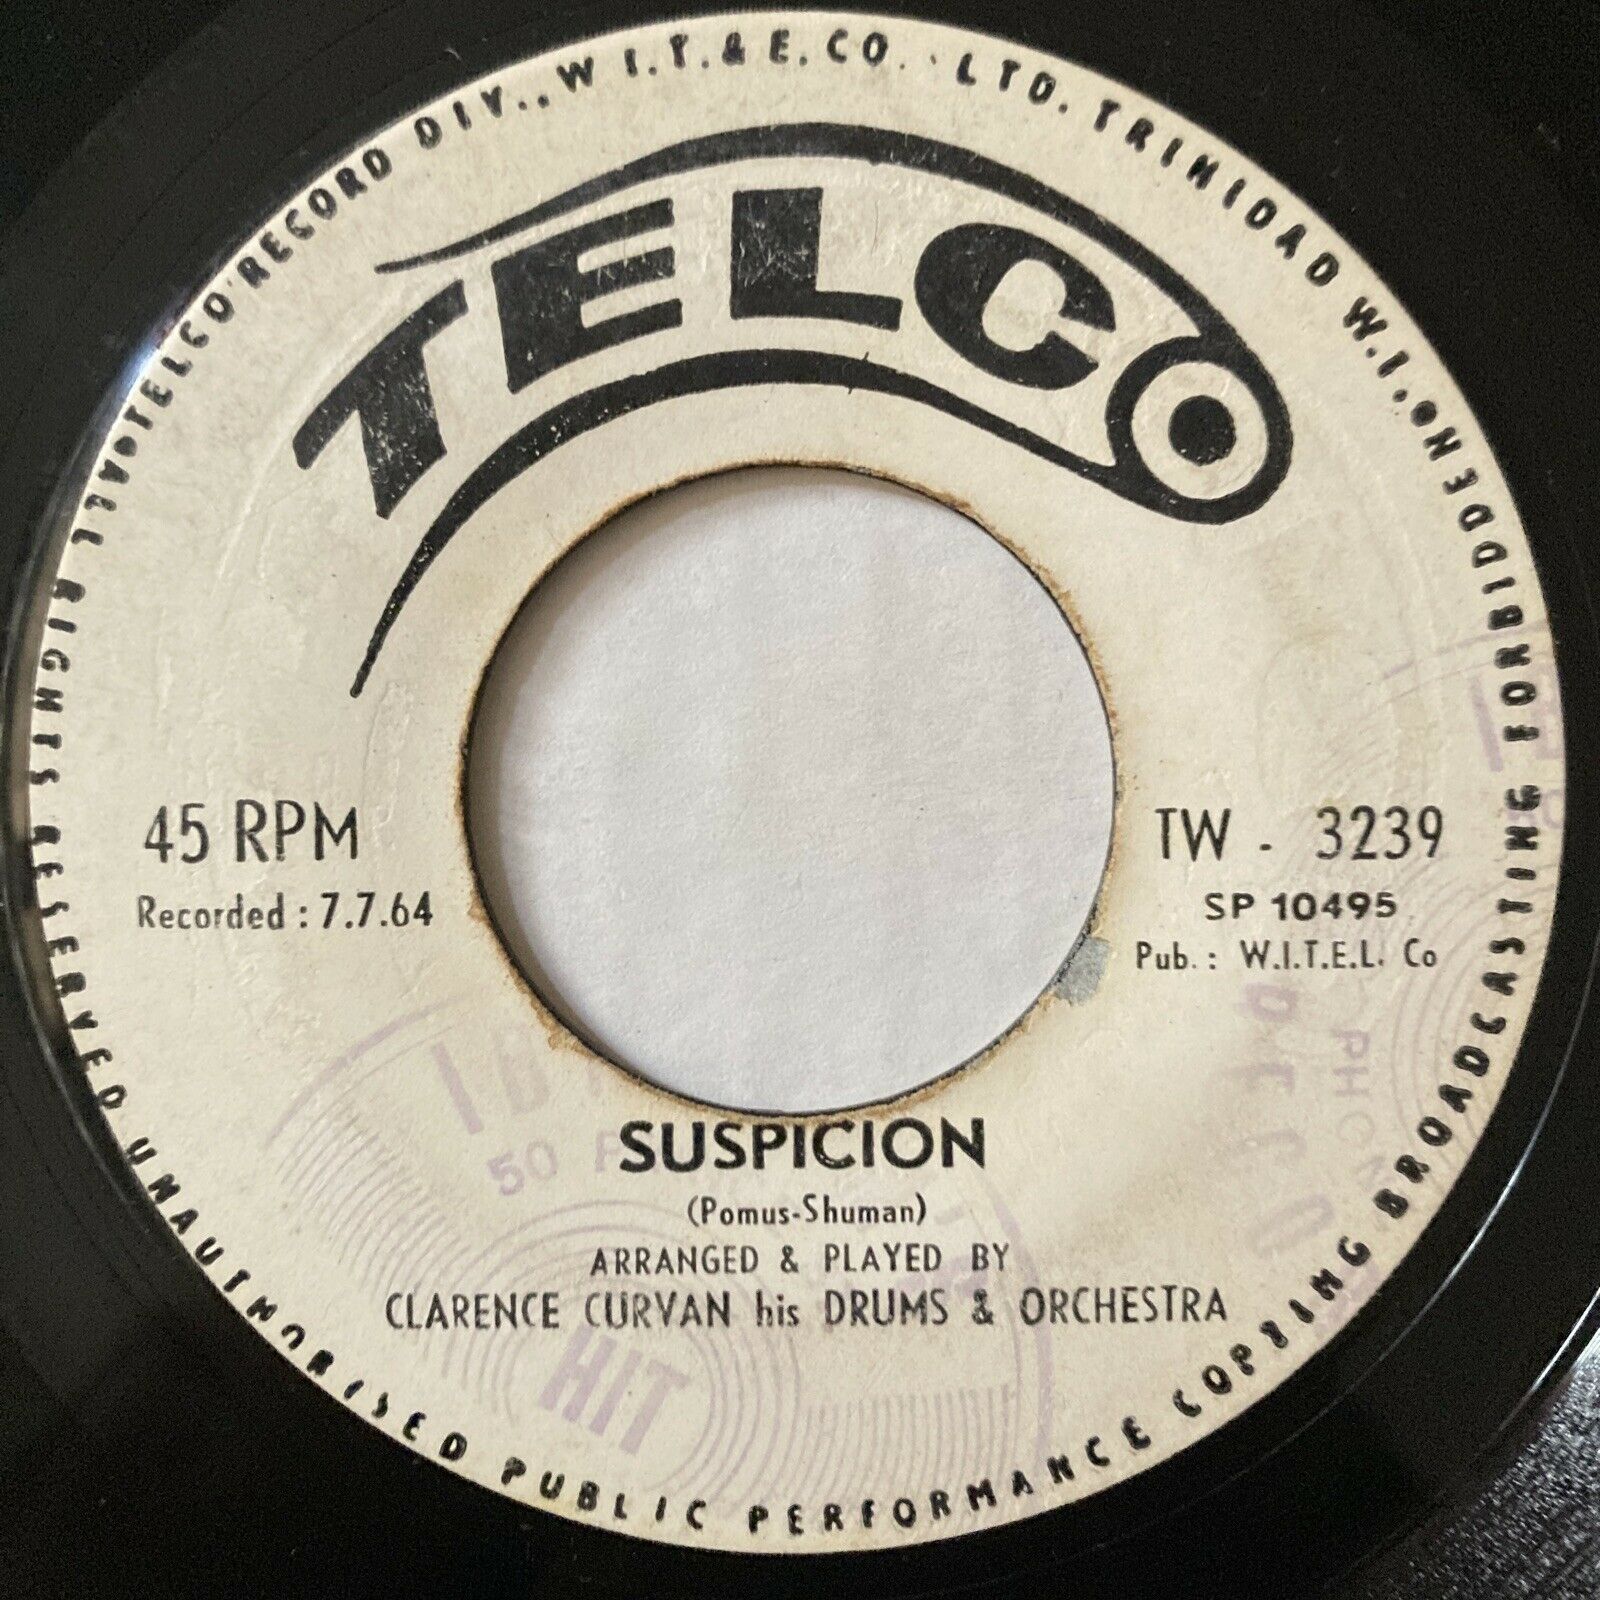 TELCO RECORD DIV., W I.T. & E. CO. LTD. TRINIDAD W.I.
TELCO
45 RPM
Recorded : 7.7.64
TW - 3239
SP 10495
Pub. : W.I.T.E.L. Co
SUSPICION
(Pomus-Shuman)
ARRANGED & PLAYED BY
CLARENCE CURVAN his DRUMS & ORCHESTRA
50
HIT
PHON
ALL RIGHTS RESERVED UNAUTHORISED PUBLIC PERFORMANCE COPYING BROADCASTING FORBIDDEN